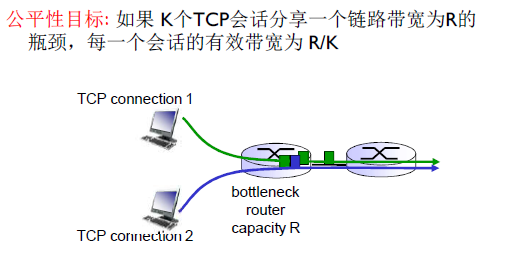 公平性目标: 如果 K个TCP会话分享一个链路带宽为R的
瓶颈，每一个会话的有效带宽为 R/K
TCP connection 1
bottleneck
router
capacity R
TCP connection 2